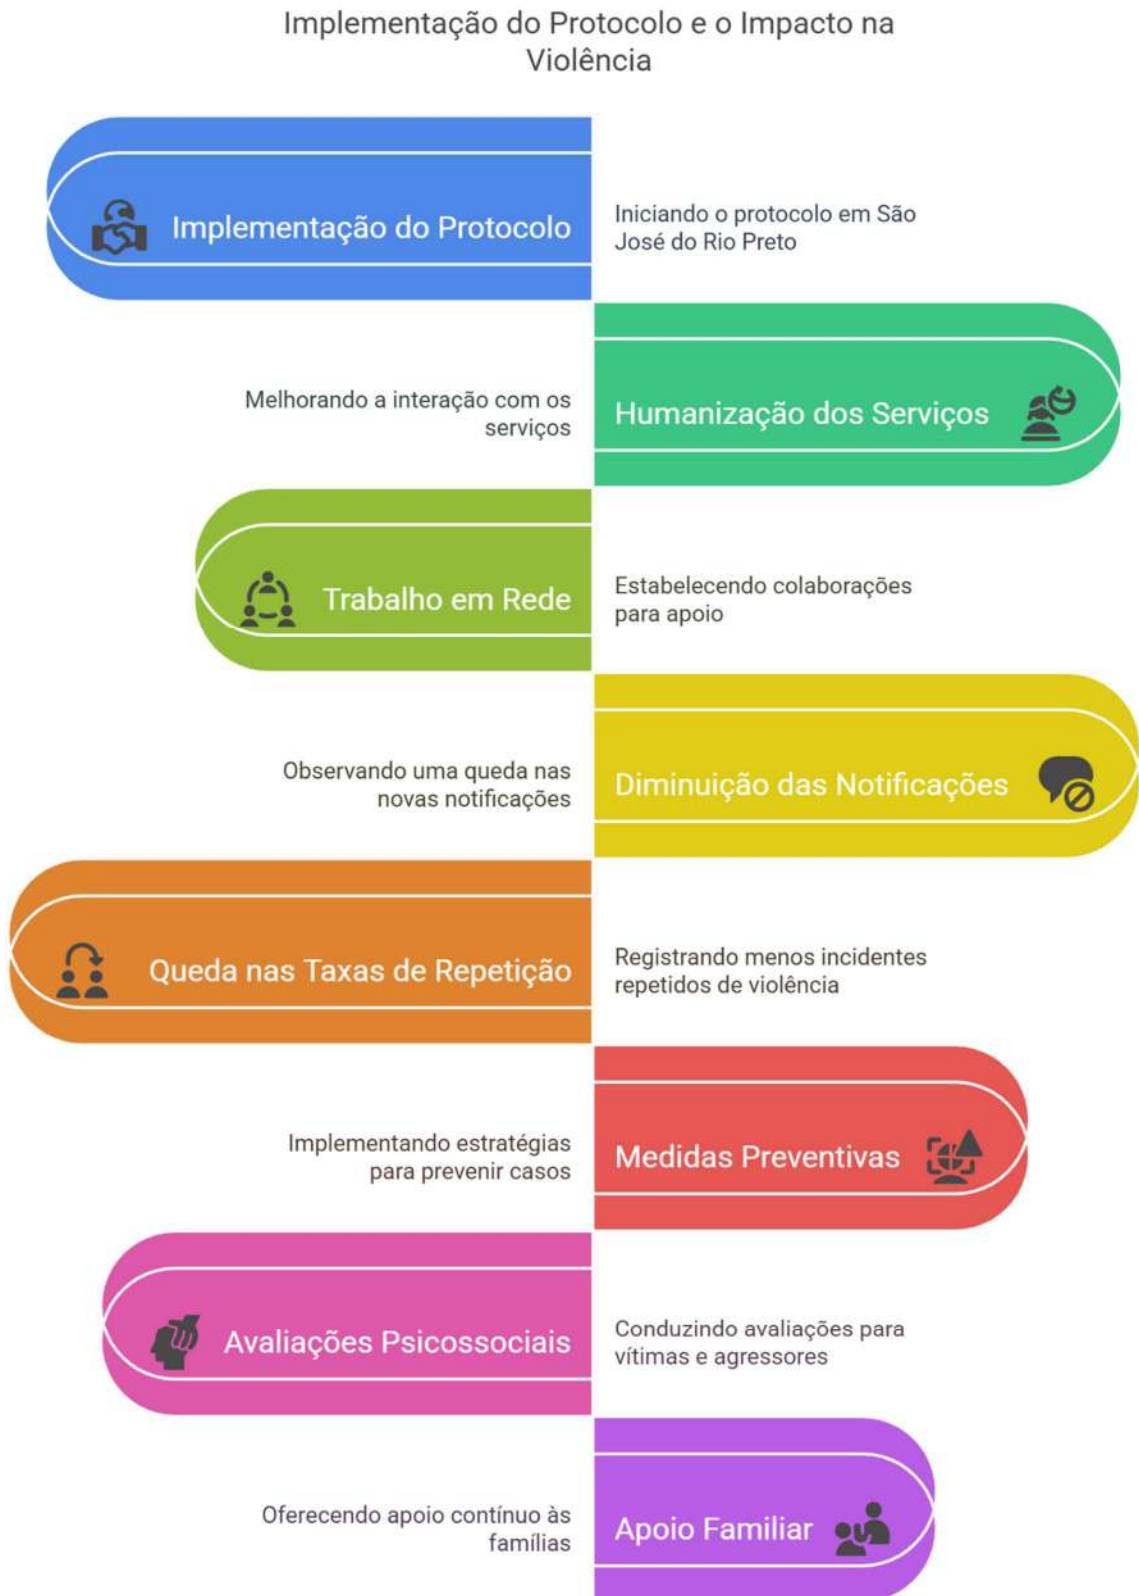 Implementação do Protocolo e o Impacto na
Violência
Implementação do Protocolo
Iniciando o protocolo em São
José do Rio Preto
Melhorando a interação com os
serviços
Humanização dos Serviços
Trabalho em Rede
Estabelecendo colaborações
para apoio
Observando uma queda nas
novas notificações
Diminuição das Notificações
Queda nas Taxas de Repetição
Registrando menos incidentes
repetidos de violência
Implementando estratégias
para prevenir casos
Medidas Preventivas
Avaliações Psicossociais
Conduzindo avaliações para
vítimas e agressores
Oferecendo apoio contínuo às
famílias
Apoio Familiar